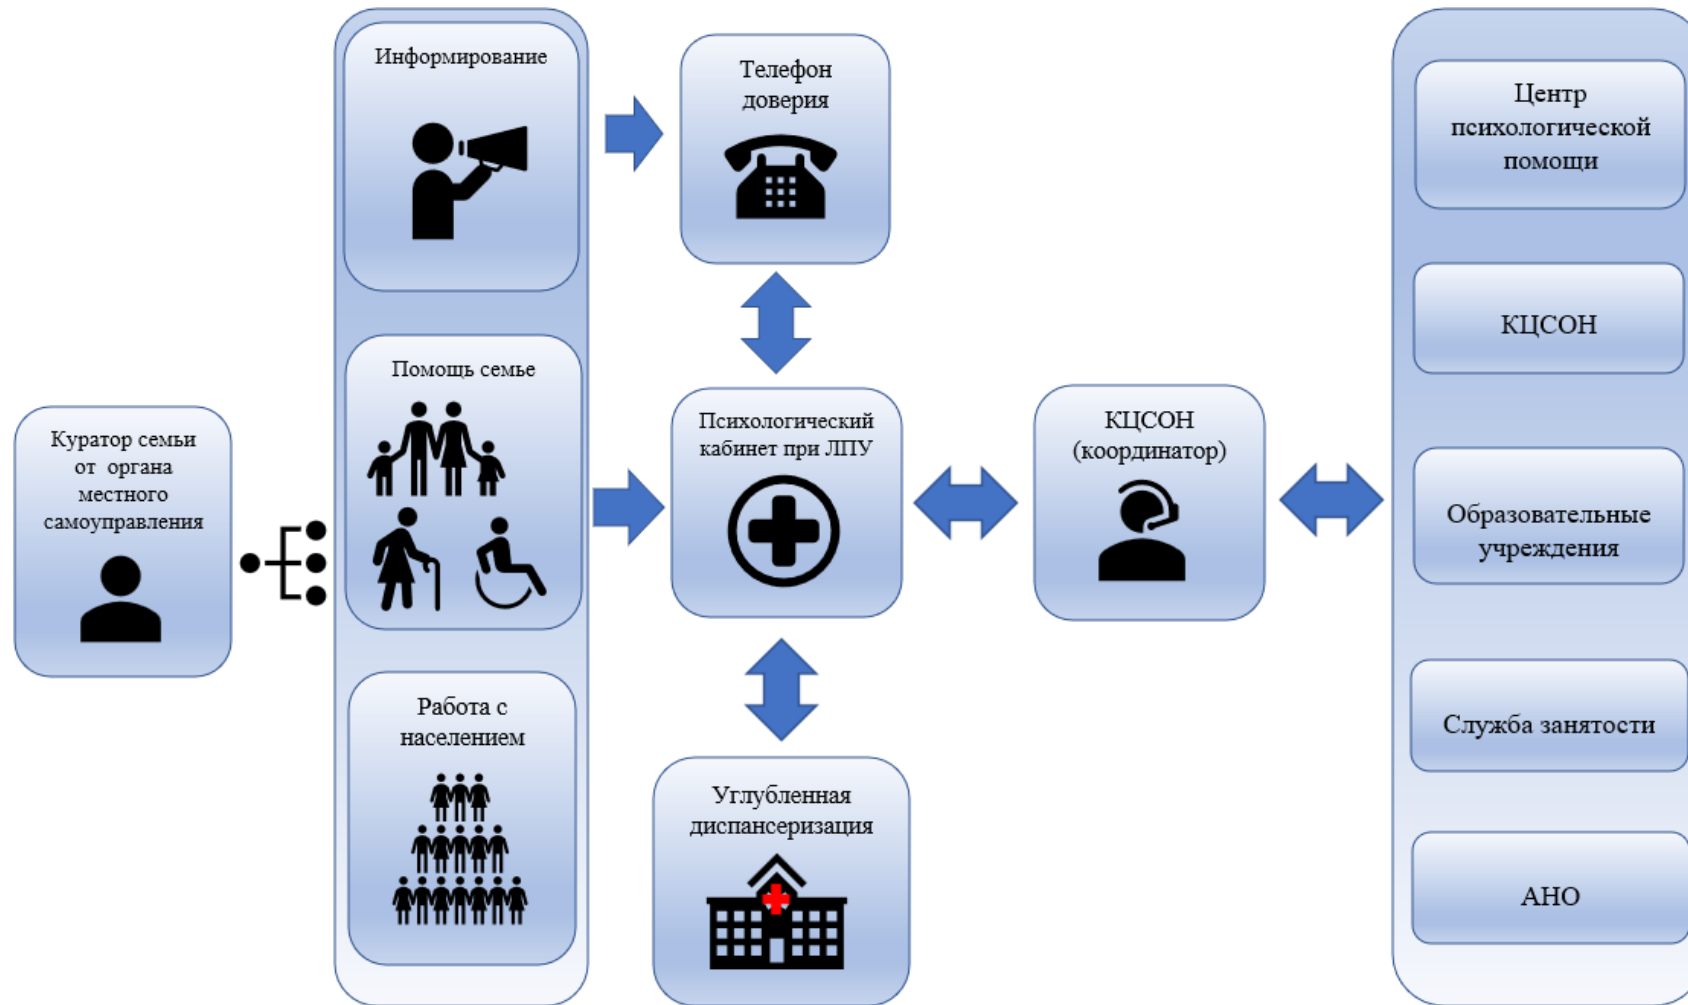 Информирование
Телефон
доверия
Центр
психологической
помощи
КЦСОН
Помощь семье
Куратор семьи
от органа
местного
самоуправления
Психологический
кабинет при ЛПУ
КЦСОН
(координатор)
Образовательные
учреждения
Работа с
населением
Углубленная
диспансеризация
Служба занятости
АНО